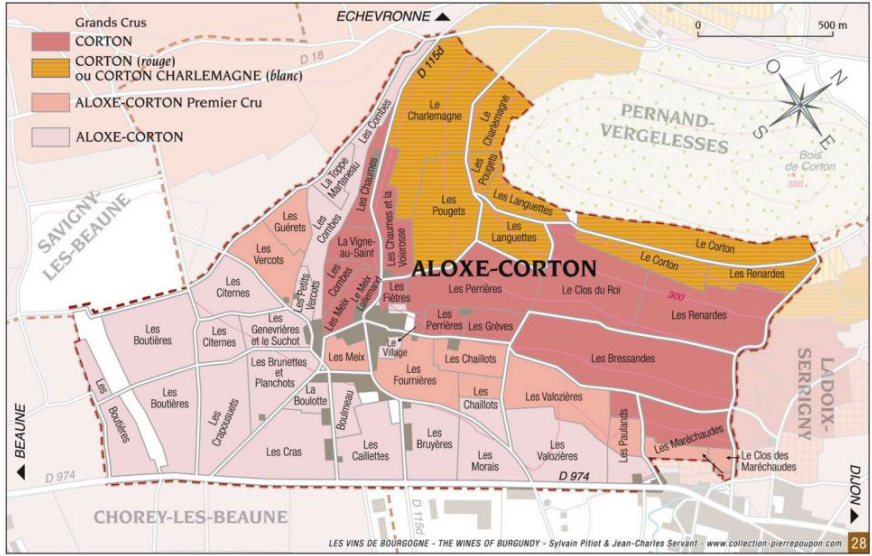 ECHEVRONNE
Grands Crus
CORTON
CORTON (rouge)
ou CORTON CHARLEMAGNE (blanc)
ALOXE-CORTON Premier Cru
ALOXE-CORTON
0
500 m
D 18
D 115d
O
N
S
E
PERNAND-
VERGELESSES
Bois
de Corton
388
SAVIGNY-
LÈS-BEAUNE
Les Combes
La Toppe
Marteneau
Les Chaumes
Le
Charlemagne
Le
Charlemagne
Les
Pougets
Les
Pougets
Les Languettes
Les
Languettes
Le Corton
Le Corton
Les Renardes
Les
Guérets
Les
Vercots
Les
Combes
Les Petits
Vercots
La Vigne-
au-Saint
Les Chaumes et la
Voierosse
Les
Combes
Le Meix
Lallemand
Les Meix
Les
Fiètres
ALOXE-CORTON
Les Perrières
Le Clos du Roi
300
Les Renardes
Les
Citernes
Les
Boutières
Les
Citernes
Les
Genevrières
et le Suchot
Les
Perrières
Les Grèves
Les Bressandes
Les Meix
Le
Village
Les Chaillots
Les
Fournières
Les
Chaillots
Les Valozières
Les Paulands
Les Maréchaudes
Le Clos des
Maréchaudes
LADOIX-
SERRIGNY
Les
Boutières
Les
Boutières
Les
Crapousuets
Les Brunettes
et
Planchots
La
Boulotte
Boulmeau
Les Cras
Les
Caillettes
Les
Bruyères
Les
Morais
Les
Valozières
D 974
D 974
BEAUNE
DIJON
CHOREY-LES-BEAUNE
D 115d
LES VINS DE BOURGOGNE - THE WINES OF BURGUNDY - Sylvain Pitiot & Jean-Charles Servant - www.collection-pierrepoupon.com
28